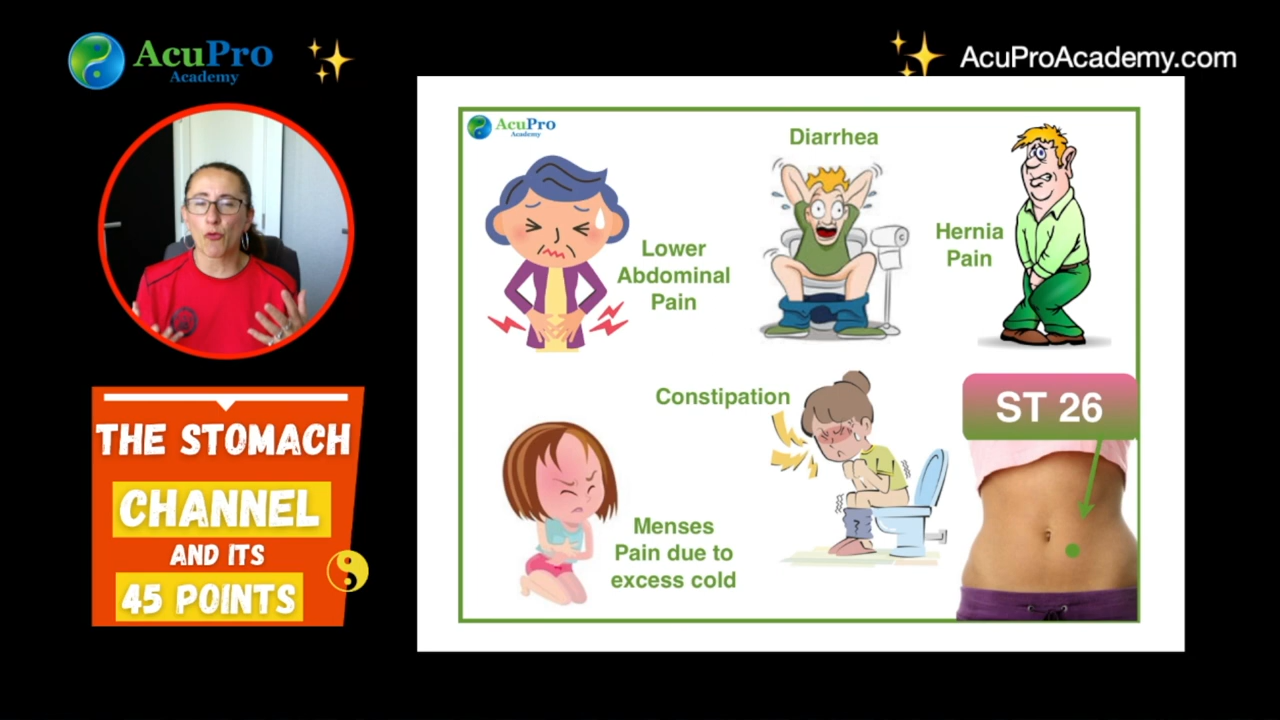 AcuPro
Academy
AcuProAcademy.com
THE STOMACH
CHANNEL
AND ITS
45 POINTS
AcuPro
Academy
Diarrhea
Lower
Abdominal
Pain
Hernia
Pain
Constipation
ST 26
Menses
Pain due to
excess cold